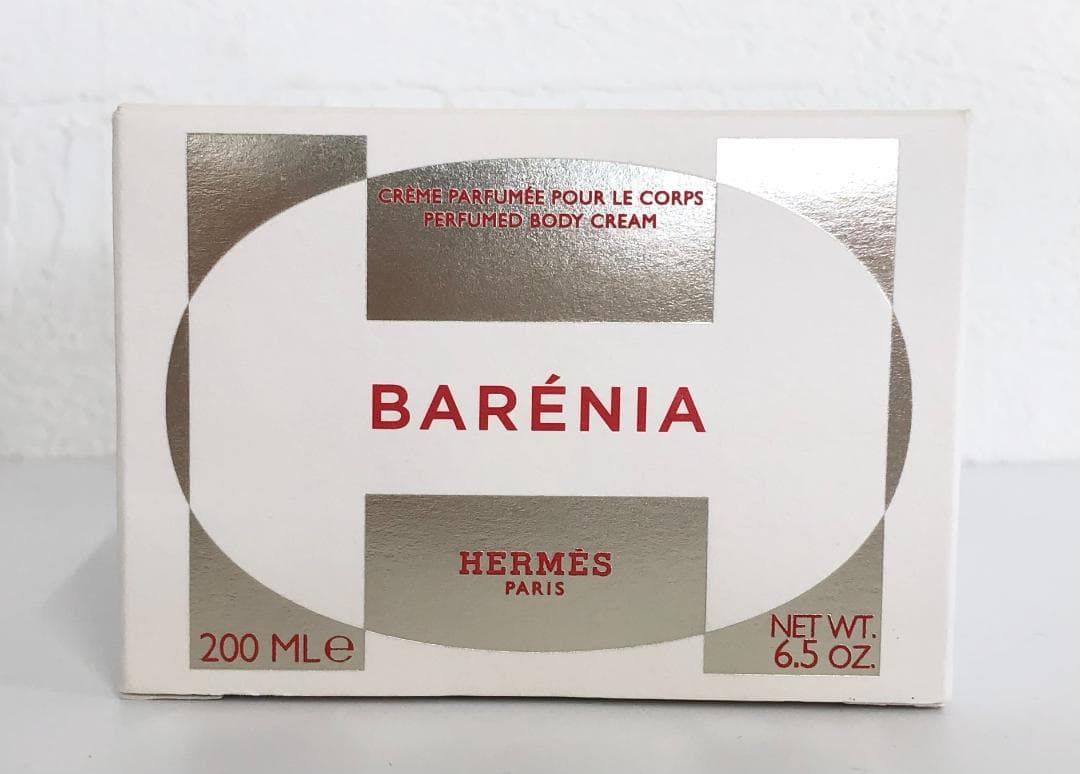 CRÈME PARFUMÉE POUR LE CORPS
PERFUMED BODY CREAM
BARÉNIA
HERMÈS
PARIS
200 ML℮
NET WT.
6.5 OZ.